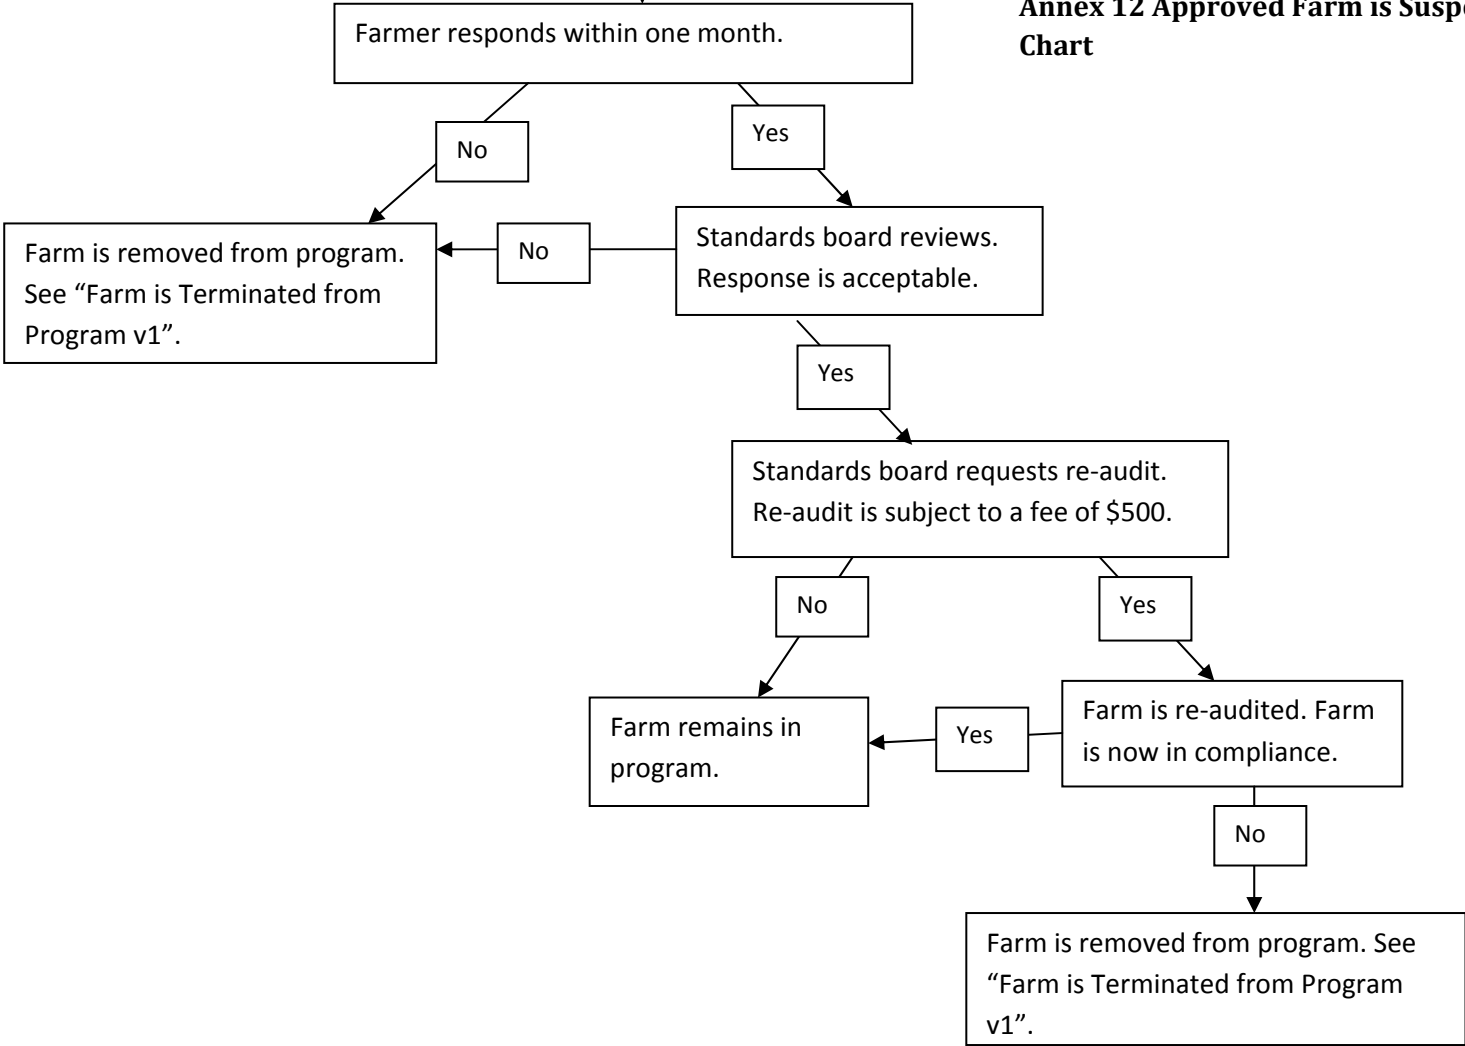 Annex 12 Approved Farm is
Chart
Farmer responds within one month.
No
Yes
Farm is removed from program.
See “Farm is Terminated from
Program v1”.
No
Standards board reviews.
Response is acceptable.
Yes
Standards board requests re-audit.
Re-audit is subject to a fee of $500.
No
Yes
Farm remains in
program.
Yes
Farm is re-audited. Farm
is now in compliance.
No
Farm is removed from program. See
“Farm is Terminated from Program
v1”.